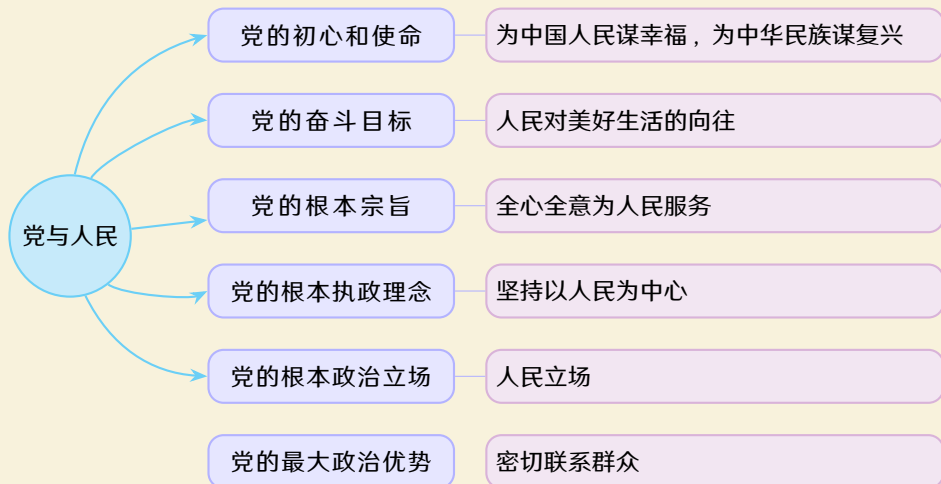 党的初心和使命
为中国人民谋幸福，为中华民族谋复兴
党的奋斗目标
人民对美好生活的向往
党的根本宗旨
全心全意为人民服务
党与人民
党的根本执政理念
坚持以人民为中心
党的根本政治立场
人民立场
党的最大政治优势
密切联系群众